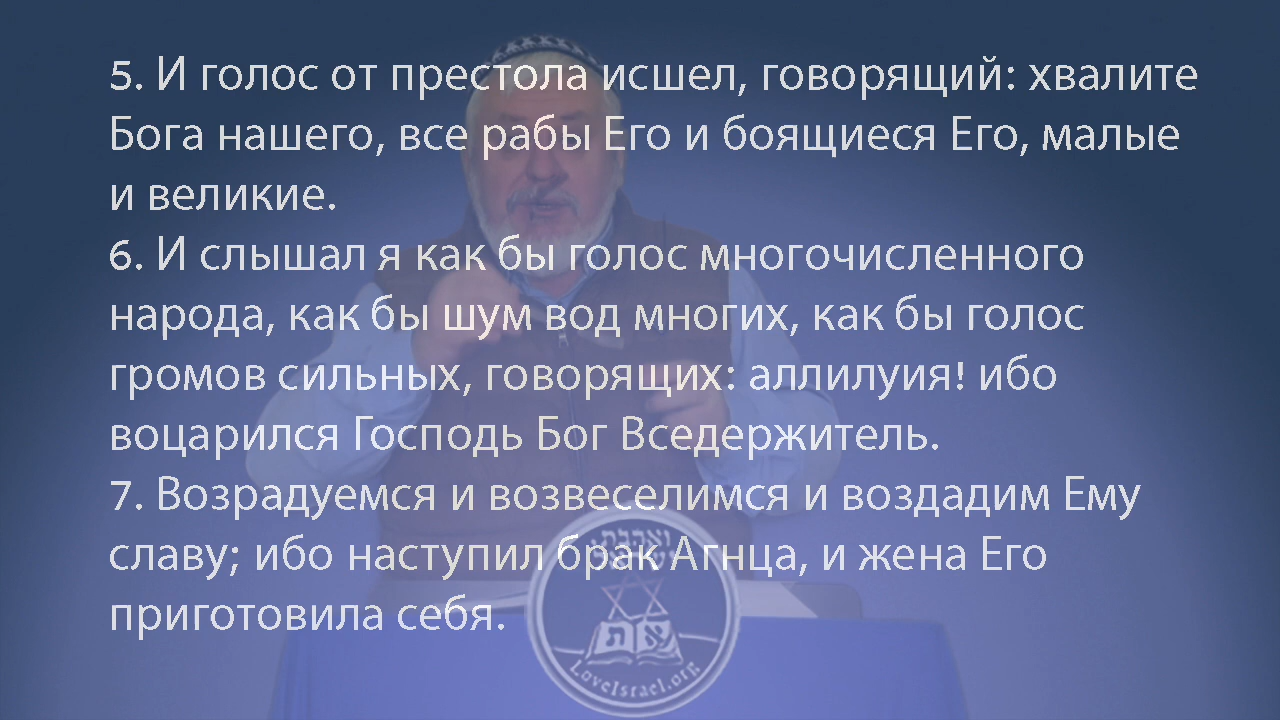 5. И голос от престола исшел, говорящий: хвалите
Бога нашего, все рабы Его и боящиеся Его, малые
и великие.
6. И слышал я как бы голос многочисленного
народа, как бы шум вод многих, как бы голос
громов сильных, говорящих: аллилуия! ибо
воцарился Господь Бог Вседержитель.
7. Возрадуемся и возвеселимся и воздадим Ему
славу; ибо наступил брак Агнца, и жена Его
приготовила себя.
ואהבת
את
LoveIsrael.org